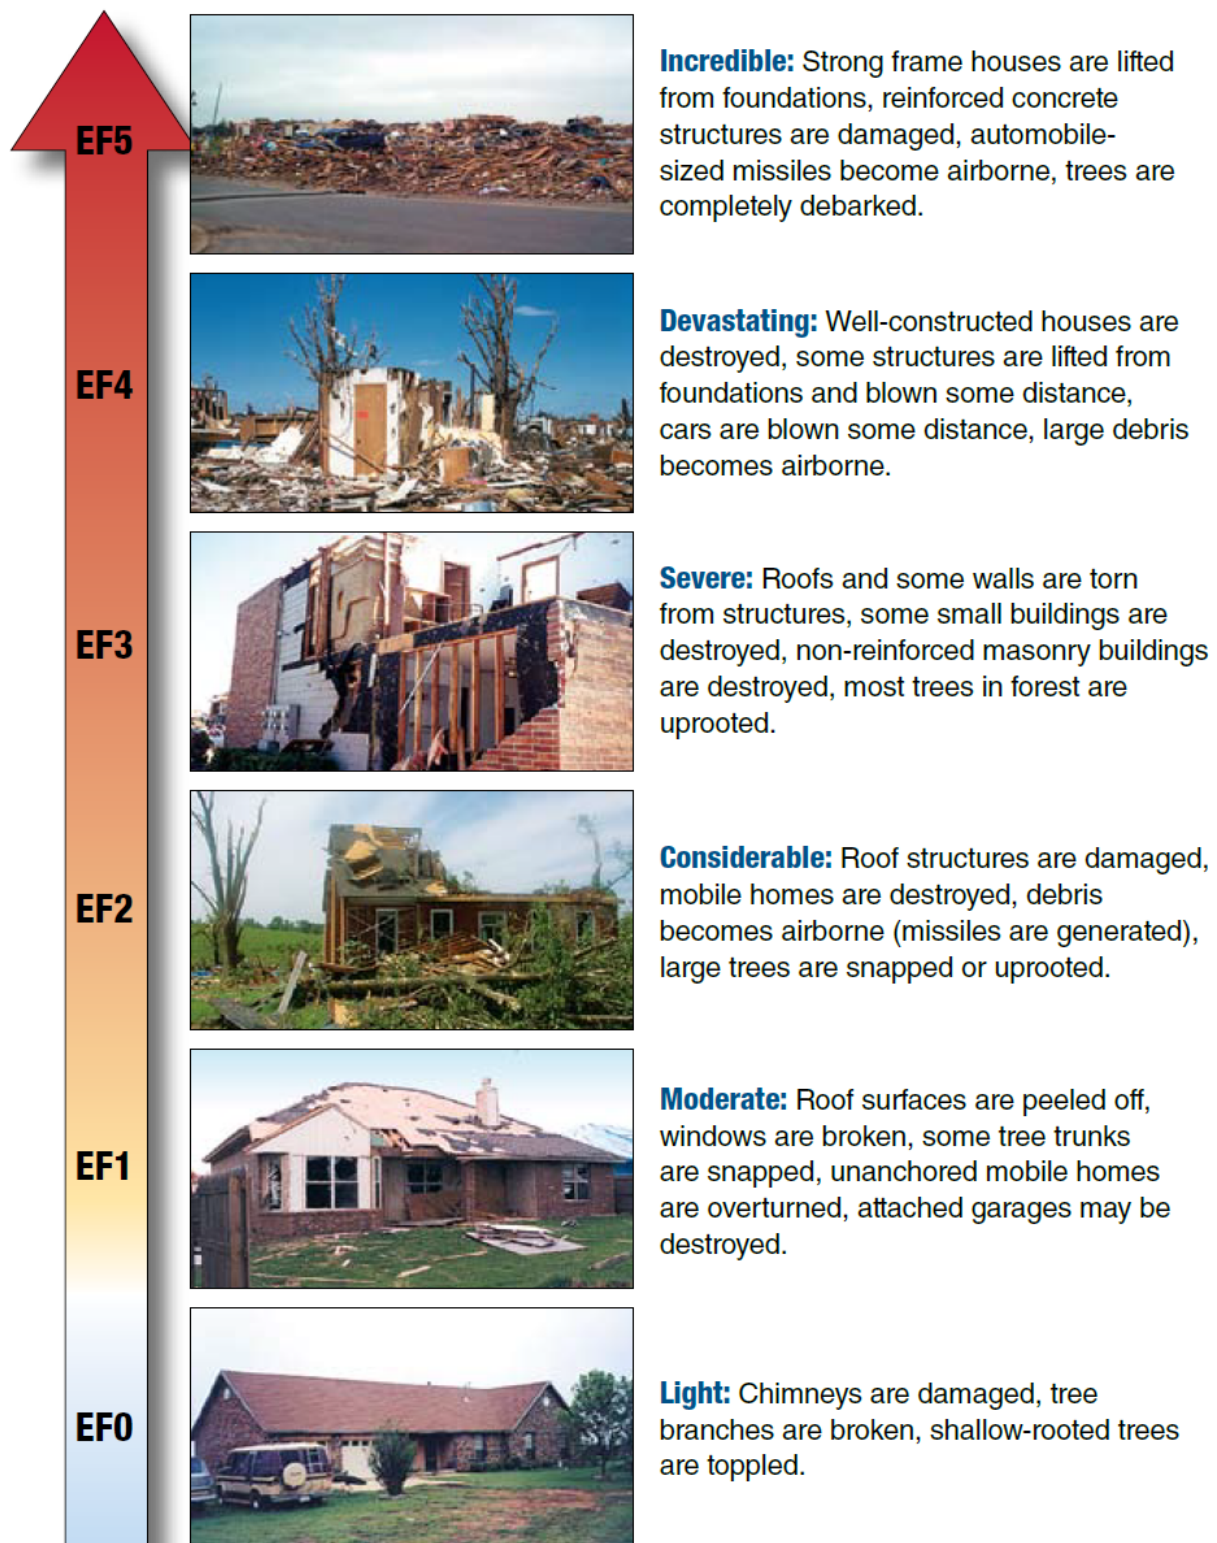 EF5
Incredible: Strong frame houses are lifted
from foundations, reinforced concrete
structures are damaged, automobile-
sized missiles become airborne, trees are
completely debarked.
EF4
Devastating: Well-constructed houses are
destroyed, some structures are lifted from
foundations and blown some distance,
cars are blown some distance, large debris
becomes airborne.
EF3
Severe: Roofs and some walls are torn
from structures, some small buildings are
destroyed, non-reinforced masonry buildings
are destroyed, most trees in forest are
uprooted.
EF2
Considerable: Roof structures are damaged,
mobile homes are destroyed, debris
becomes airborne (missiles are generated),
large trees are snapped or uprooted.
EF1
Moderate: Roof surfaces are peeled off,
windows are broken, some tree trunks
are snapped, unanchored mobile homes
are overturned, attached garages may be
destroyed.
EF0
Light: Chimneys are damaged, tree
branches are broken, shallow-rooted trees
are toppled.